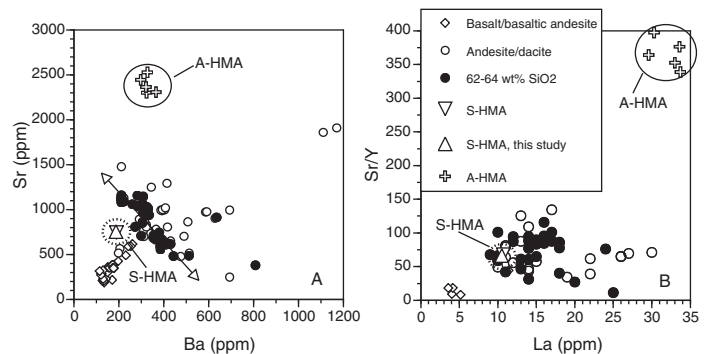 3000
2500
2000
1500
1000
500
0
Sr (ppm)
0 200 400 600 800 1000 1200
Ba (ppm)
A-HMA
S-HMA
A
400
350
300
250
200
150
100
50
0
Sr/Y
0 5 10 15 20 25 30 35
La (ppm)
Basalt/basaltic andesite
Andesite/dacite
62-64 wt% SiO2
S-HMA
S-HMA, this study
A-HMA
A-HMA
S-HMA
B